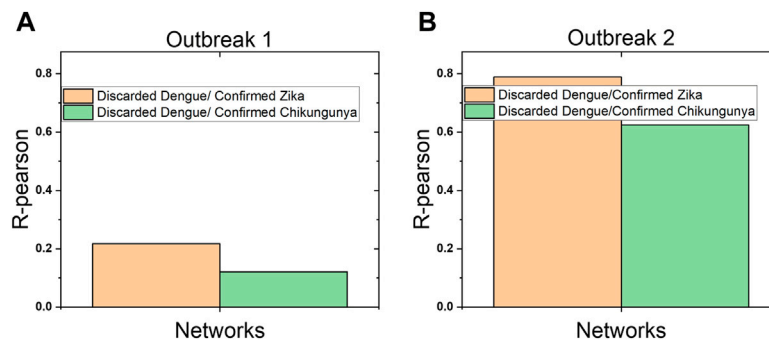 A
Outbreak 1
0.8
0.6
0.4
0.2
0.0
R-pearson
Discarded Dengue/ Confirmed Zika
Discarded Dengue/ Confirmed Chikungunya
Networks
B
Outbreak 2
0.8
0.6
0.4
0.2
0.0
R-pearson
Discarded Dengue/Confirmed Zika
Discarded Dengue/Confirmed Chikungunya
Networks